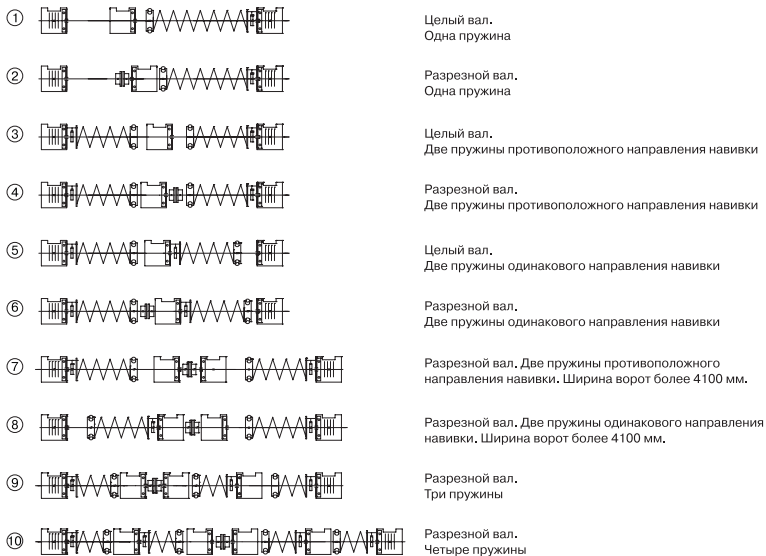 1 Целый вал.
Одна пружина
2 Разрезной вал.
Одна пружина
3 Целый вал.
Две пружины противоположного направления навивки
4 Разрезной вал.
Две пружины противоположного направления навивки
5 Целый вал.
Две пружины одинакового направления навивки
6 Разрезной вал.
Две пружины одинакового направления навивки
7 Разрезной вал. Две пружины противоположного
направления навивки. Ширина ворот более 4100 мм.
8 Разрезной вал. Две пружины одинакового направления
навивки. Ширина ворот более 4100 мм.
9 Разрезной вал.
Три пружины
10 Разрезной вал.
Четыре пружины